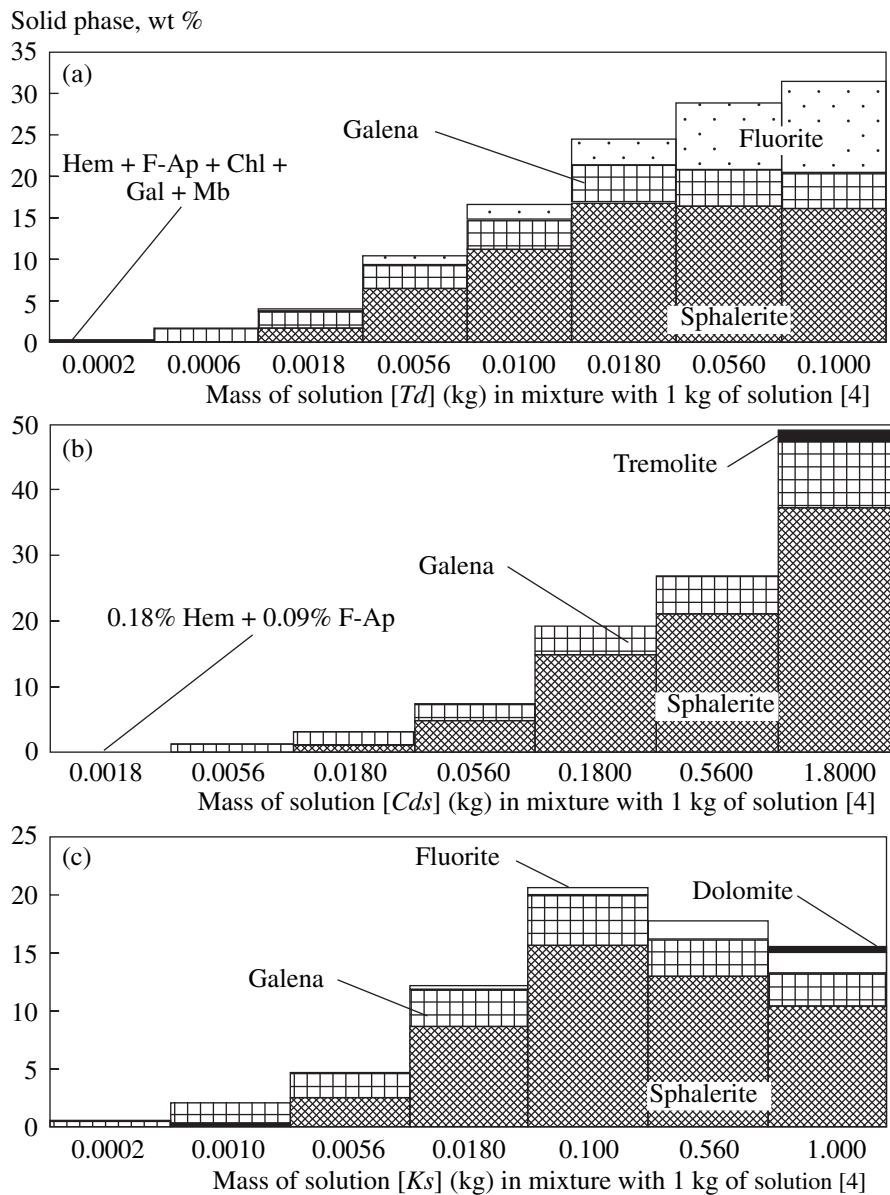 Solid phase, wt %
35
(a)
30
Galena
25
Fluorite
Hem + F-Ap + Chl +
20
Gal + Mb
15
10
5
Sphalerite
0
0.0002 0.0006 0.0018 0.0056 0.0100 0.0180 0.0560 0.1000
Mass of solution [Td] (kg) in mixture with 1 kg of solution [4]
50
(b)
Tremolite
40
30
Galena
20
0.18% Hem + 0.09% F-Ap
10
Sphalerite
0
0.0018 0.0056 0.0180 0.0560 0.1800 0.5600 1.8000
Mass of solution [Cds] (kg) in mixture with 1 kg of solution [4]
25
(c)
Fluorite
20
Dolomite
15
Galena
10
5
Sphalerite
0
0.0002 0.0010 0.0056 0.0180 0.100 0.560 1.000
Mass of solution [Ks] (kg) in mixture with 1 kg of solution [4]